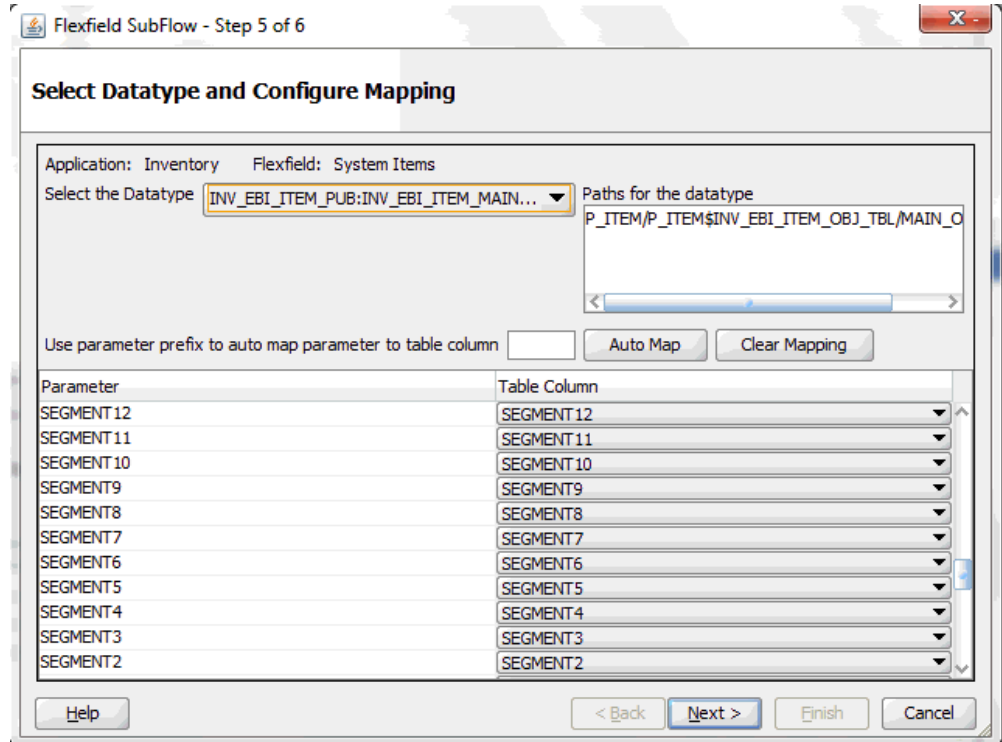 Flexfield SubFlow - Step 5 of 6
Select Datatype and Configure Mapping
Application: Inventory Flexfield: System Items
Select the Datatype INV_EBI_ITEM_PUB:INV_EBI_ITEM_MAIN... Paths for the datatype
P_ITEM/P_ITEM$INV_EBI_ITEM_OBJ_TBL/MAIN_O
Use parameter prefix to auto map parameter to table column Auto Map Clear Mapping
Parameter Table Column
SEGMENT12 SEGMENT12
SEGMENT11 SEGMENT11
SEGMENT10 SEGMENT10
SEGMENT9 SEGMENT9
SEGMENT8 SEGMENT8
SEGMENT7 SEGMENT7
SEGMENT6 SEGMENT6
SEGMENT5 SEGMENT5
SEGMENT4 SEGMENT4
SEGMENT3 SEGMENT3
SEGMENT2 SEGMENT2
Help < Back Next > Finish Cancel